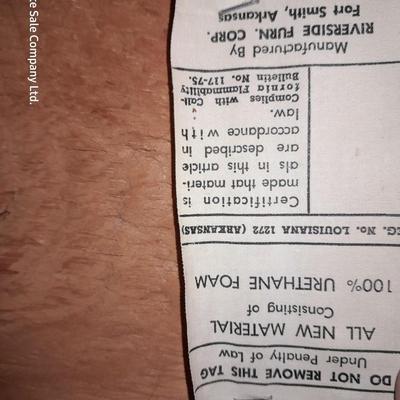 DO NOT REMOVE THIS TAG
Under Penalty of Law
ALL NEW MATERIAL
Consisting of
100% URETHANE FOAM
EG. No. LOUISIANA 1272 (ARKANSAS)
Certification is
made that materi-
als in this article
are described in
accordance with
law.
Complies with Cali-
fornia Flammability
Bulletin No. 117-75.
Manufactured By
RIVERSIDE FURN. CORP.
Fort Smith, Arkansas
ce Sale Company Ltd.